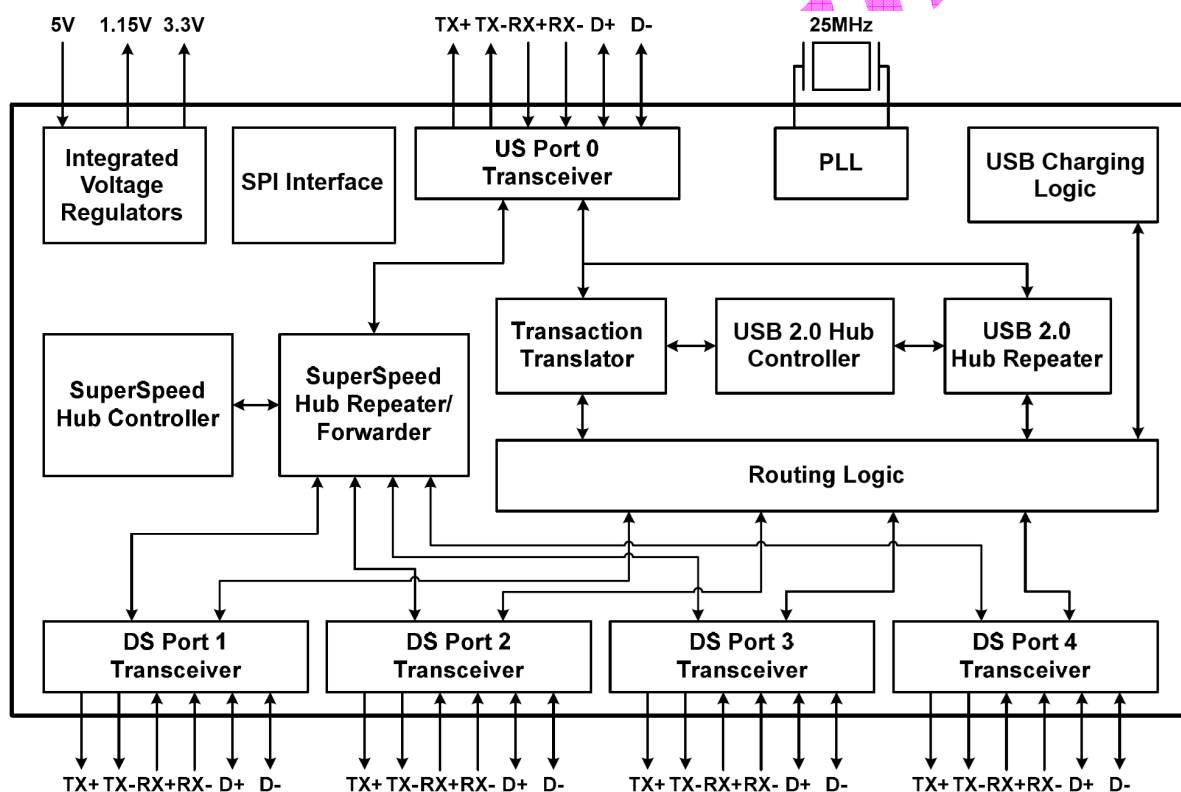 5V 1.15V 3.3V
TX+ TX- RX+ RX- D+ D-
25MHz
Integrated
Voltage
Regulators
SPI Interface
US Port 0
Transceiver
PLL
USB Charging
Logic
SuperSpeed
Hub Controller
SuperSpeed
Hub Repeater/
Forwarder
Transaction
Translator
USB 2.0 Hub
Controller
USB 2.0
Hub Repeater
Routing Logic
DS Port 1
Transceiver
DS Port 2
Transceiver
DS Port 3
Transceiver
DS Port 4
Transceiver
TX+ TX- RX+ RX- D+ D-
TX+ TX- RX+ RX- D+ D-
TX+ TX- RX+ RX- D+ D-
TX+ TX- RX+ RX- D+ D-